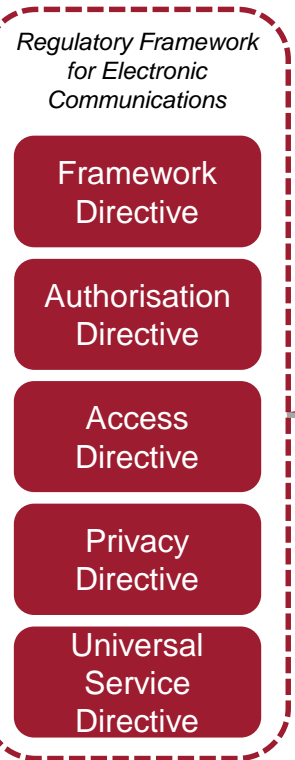 Regulatory Framework
for Electronic
Communications
Framework
Directive
Authorisation
Directive
Access
Directive
Privacy
Directive
Universal
Service
Directive